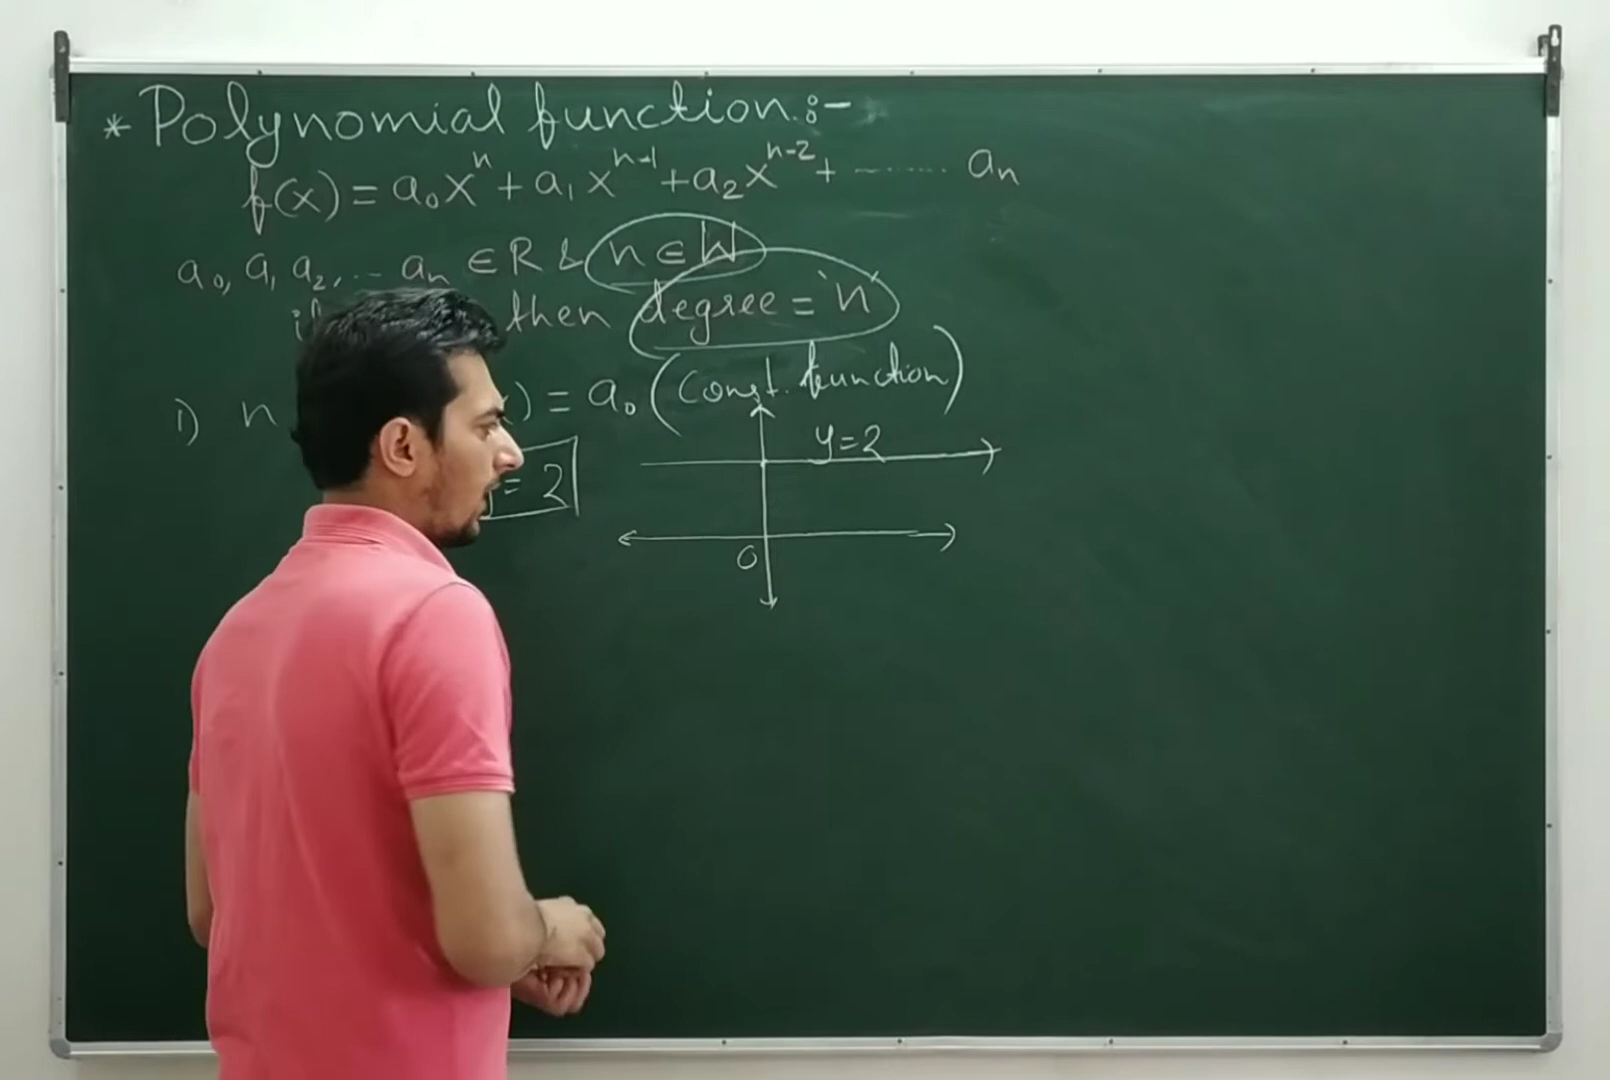 * Polynomial function :-
f(x) = a₀xⁿ + a₁xⁿ⁻¹ + a₂xⁿ⁻² + ........ aₙ
a₀, a₁ a₂, ... aₙ ∈ R & n ∈ W
then degree = 'n'
1) n ) = a₀ (Const. function)
= 2
y=2
O